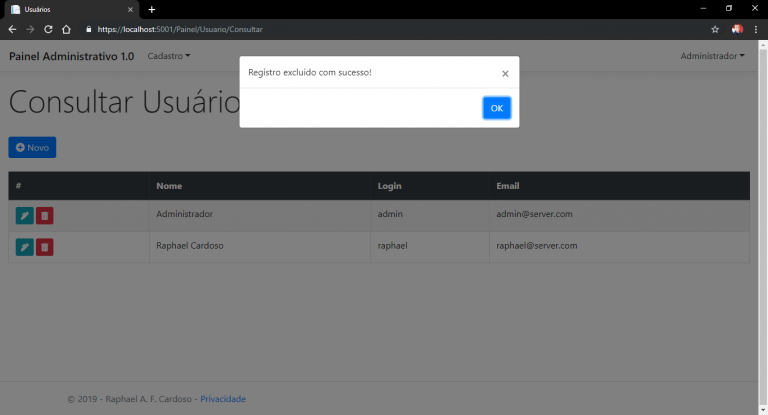 Usuários
https://localhost:5001/Painel/Usuario/Consultar
Painel Administrativo 1.0 Cadastro Administrador
Registro excluido com sucesso! ×
OK
Consultar Usuário
Novo
# Nome Login Email
Administrador admin admin@server.com
Raphael Cardoso raphael raphael@server.com
© 2019 - Raphael A. F. Cardoso - Privacidade